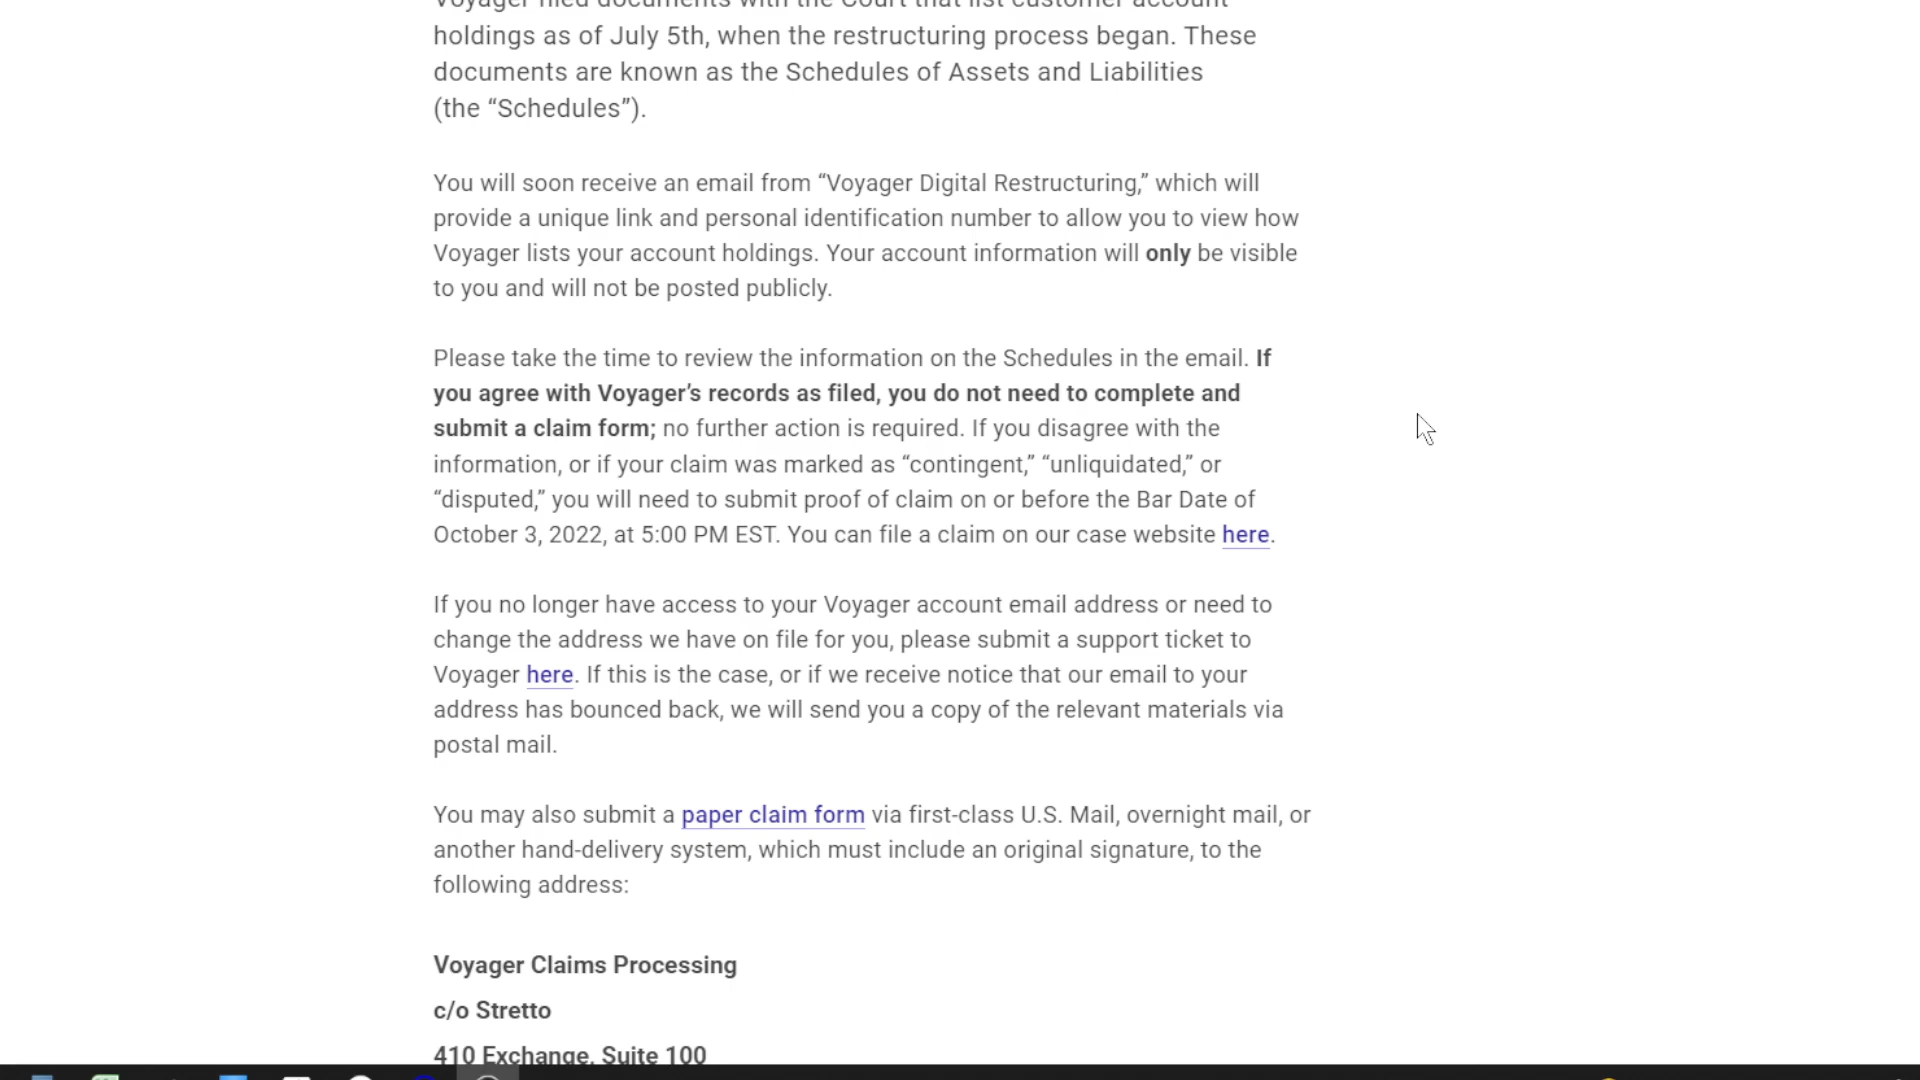 Voyager filed documents with the Court that list customer account
holdings as of July 5th, when the restructuring process began. These
documents are known as the Schedules of Assets and Liabilities
(the “Schedules”).
You will soon receive an email from “Voyager Digital Restructuring,” which will
provide a unique link and personal identification number to allow you to view how
Voyager lists your account holdings. Your account information will only be visible
to you and will not be posted publicly.
Please take the time to review the information on the Schedules in the email. If
you agree with Voyager’s records as filed, you do not need to complete and
submit a claim form; no further action is required. If you disagree with the
information, or if your claim was marked as “contingent,” “unliquidated,” or
“disputed,” you will need to submit proof of claim on or before the Bar Date of
October 3, 2022, at 5:00 PM EST. You can file a claim on our case website here.
If you no longer have access to your Voyager account email address or need to
change the address we have on file for you, please submit a support ticket to
Voyager here. If this is the case, or if we receive notice that our email to your
address has bounced back, we will send you a copy of the relevant materials via
postal mail.
You may also submit a paper claim form via first-class U.S. Mail, overnight mail, or
another hand-delivery system, which must include an original signature, to the
following address:
Voyager Claims Processing
c/o Stretto
410 Exchange, Suite 100